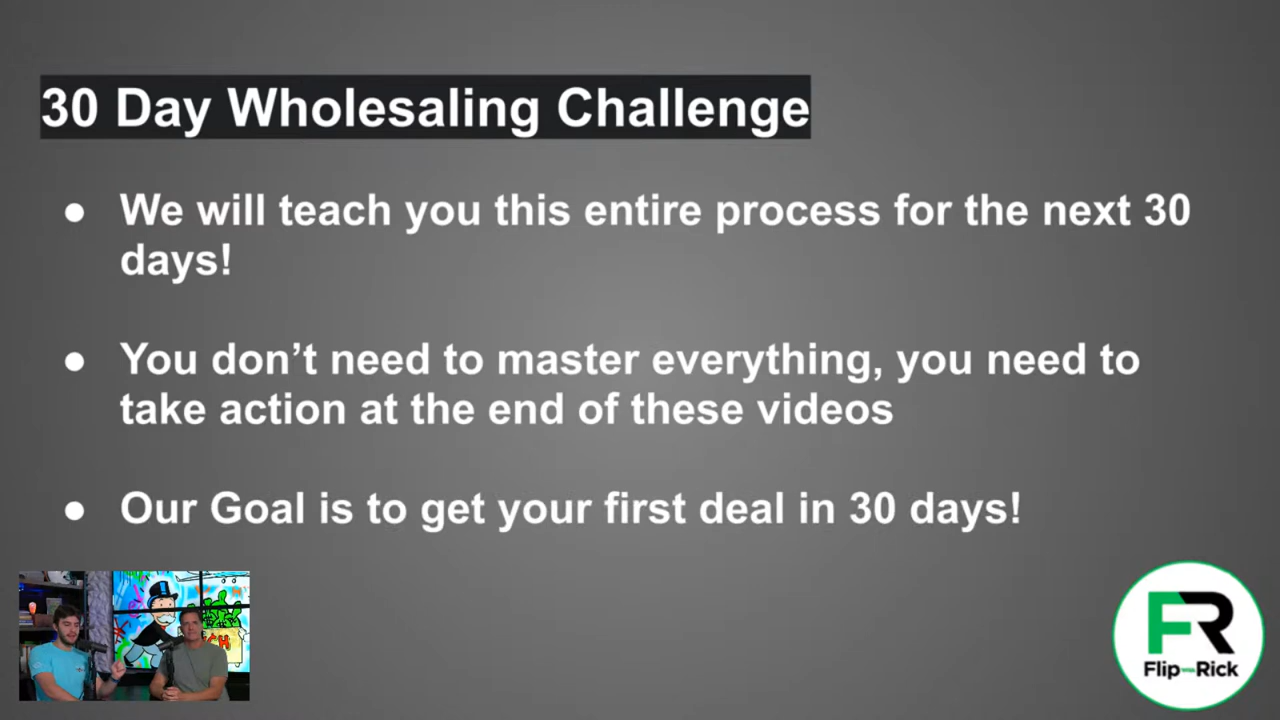 30 Day Wholesaling Challenge
● We will teach you this entire process for the next 30
days!
● You don’t need to master everything, you need to
take action at the end of these videos
● Our Goal is to get your first deal in 30 days!
FR
Flip Rick